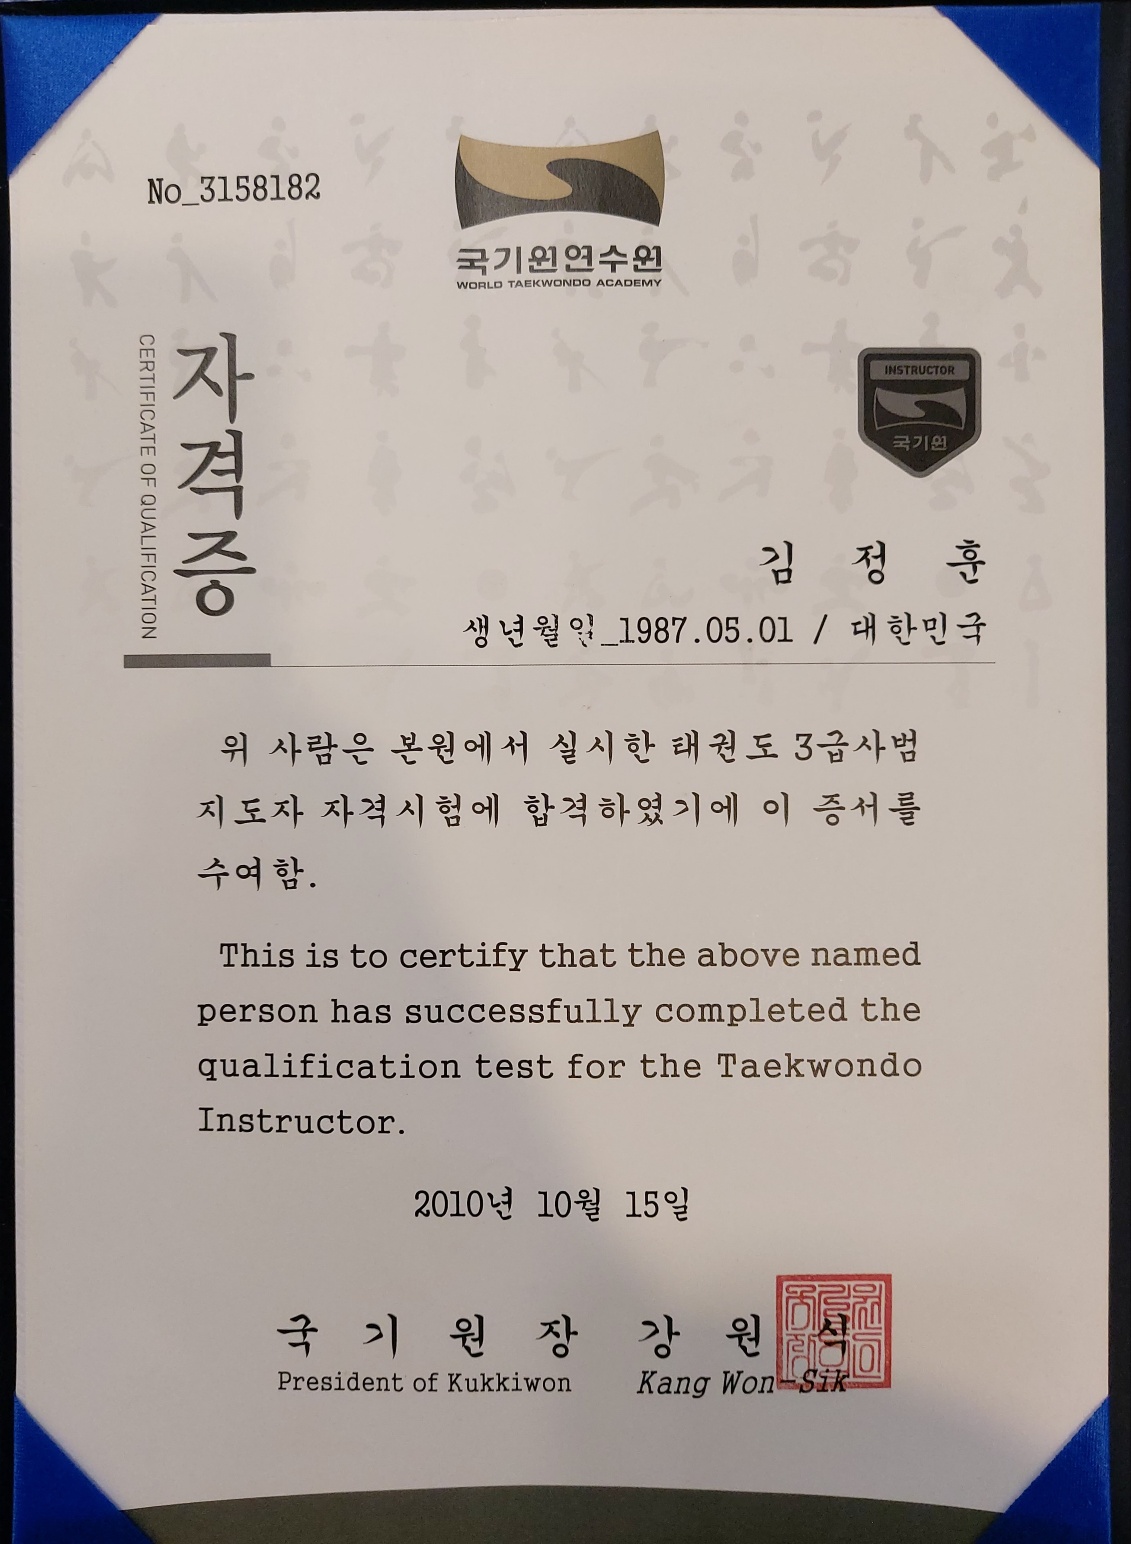 No_3158182
국기원연수원
WORLD TAEKWONDO ACADEMY
자격증
CERTIFICATE OF QUALIFICATION
INSTRUCTOR
국기원
김 정 훈
생년월일_1987.05.01 / 대한민국
위 사람은 본원에서 실시한 태권도 3급사범
지도자 자격시험에 합격하였기에 이 증서를
수여함.
This is to certify that the above named
person has successfully completed the
qualification test for the Taekwondo
Instructor.
2010년 10월 15일
국 기 원 장 강 원 식
President of Kukkiwon Kang Won-Sik